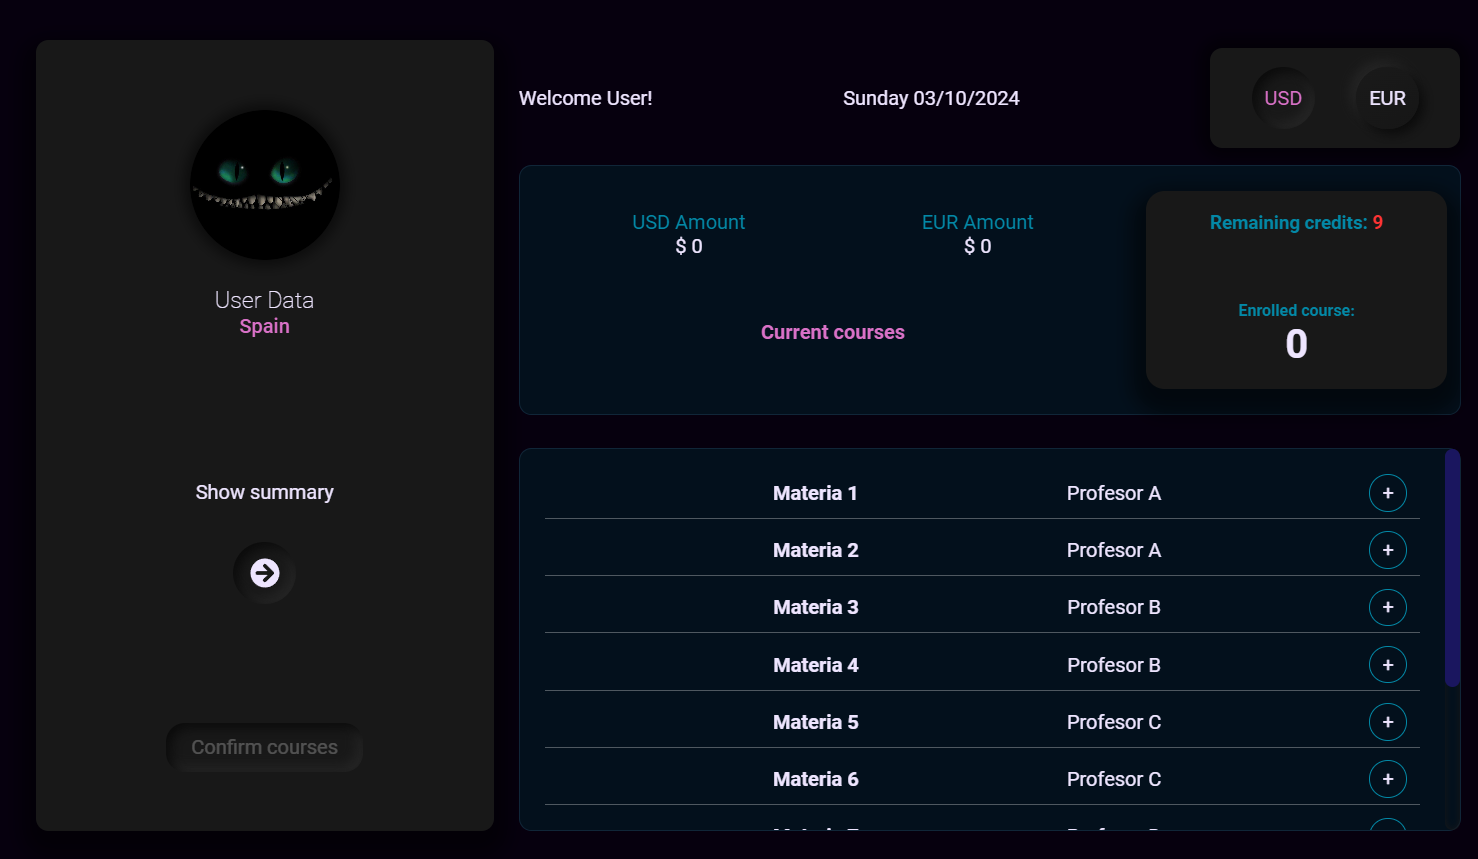 User Data
Spain
Show summary
Confirm courses
Welcome User!
Sunday 03/10/2024
USD
EUR
USD Amount
$ 0
EUR Amount
$ 0
Current courses
Remaining credits: 9
Enrolled course:
0
Materia 1 Profesor A +
Materia 2 Profesor A +
Materia 3 Profesor B +
Materia 4 Profesor B +
Materia 5 Profesor C +
Materia 6 Profesor C +